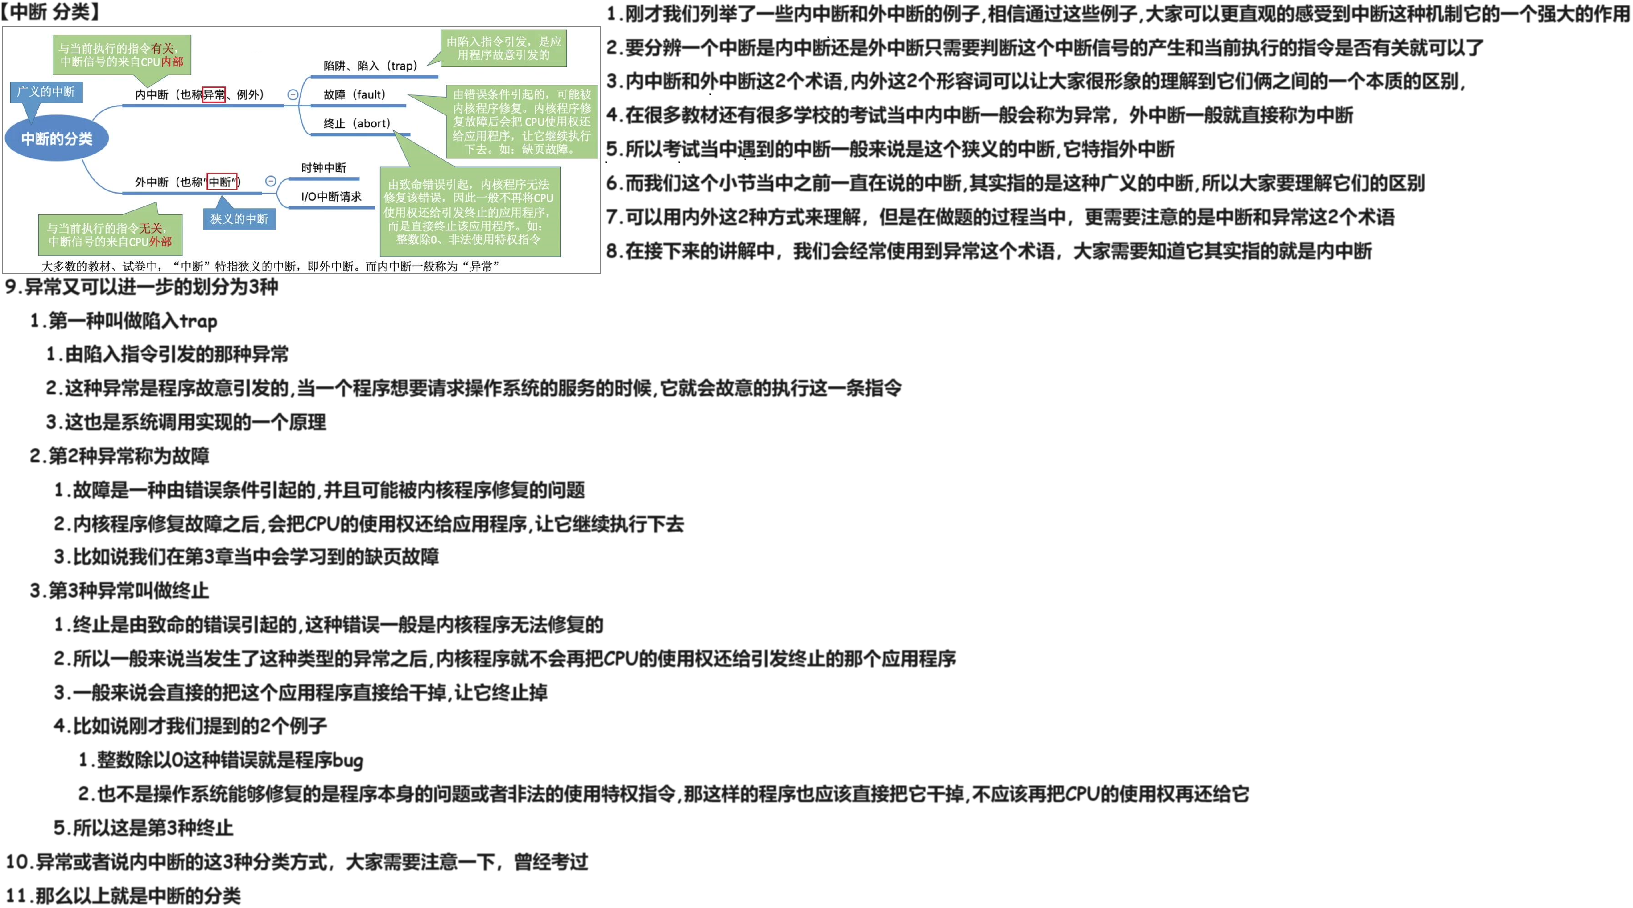 【中断 分类】
与当前执行的指令有关，
中断信号的来自CPU内部
广义的中断
中断的分类
内中断（也称异常、例外）
陷阱、陷入（trap）
故障（fault）
终止（abort）
由陷入指令引发，是应
用程序故意引发的
由错误条件引起的，可能被
内核程序修复。内核程序修
复故障后会把 CPU使用权还
给应用程序，让它继续执行
下去。如：缺页故障。
由致命错误引起，内核程序无法
修复该错误，因此一般不再将CPU
使用权还给引发终止的应用程序，
而是直接终止该应用程序。如：
整数除0、非法使用特权指令
外中断（也称"中断"）
时钟中断
I/O中断请求
狭义的中断
与当前执行的指令无关，
中断信号的来自CPU外部
大多数的教材、试卷中，“中断”特指狭义的中断，即外中断。而内中断一般称为“异常”
1.刚才我们列举了一些内中断和外中断的例子,相信通过这些例子,大家可以更直观的感受到中断这种机制它的一个强大的作用
2.要分辨一个中断是内中断还是外中断只需要判断这个中断信号的产生和当前执行的指令是否有关就可以了
3.内中断和外中断这2个术语,内外这2个形容词可以让大家很形象的理解到它们俩之间的一个本质的区别,
4.在很多教材还有很多学校的考试当中内中断一般会称为异常，外中断一般就直接称为中断
5.所以考试当中遇到的中断一般来说是这个狭义的中断,它特指外中断
6.而我们这个小节当中之前一直在说的中断,其实指的是这种广义的中断,所以大家要理解它们的区别
7.可以用内外这2种方式来理解，但是在做题的过程当中，更需要注意的是中断和异常这2个术语
8.在接下来的讲解中，我们会经常使用到异常这个术语，大家需要知道它其实指的就是内中断
9.异常又可以进一步的划分为3种
1.第一种叫做陷入trap
1.由陷入指令引发的那种异常
2.这种异常是程序故意引发的,当一个程序想要请求操作系统的服务的时候,它就会故意的执行这一条指令
3.这也是系统调用实现的一个原理
2.第2种异常称为故障
1.故障是一种由错误条件引起的,并且可能被内核程序修复的问题
2.内核程序修复故障之后,会把CPU的使用权还给应用程序,让它继续执行下去
3.比如说我们在第3章当中会学习到的缺页故障
3.第3种异常叫做终止
1.终止是由致命的错误引起的,这种错误一般是内核程序无法修复的
2.所以一般来说当发生了这种类型的异常之后,内核程序就不会再把CPU的使用权还给引发终止的那个应用程序
3.一般来说会直接的把这个应用程序直接给干掉,让它终止掉
4.比如说刚才我们提到的2个例子
1.整数除以0这种错误就是程序bug
2.也不是操作系统能够修复的是程序本身的问题或者非法的使用特权指令,那这样的程序也应该直接把它干掉,不应该再把CPU的使用权再还给它
5.所以这是第3种终止
10.异常或者说内中断的这3种分类方式，大家需要注意一下，曾经考过
11.那么以上就是中断的分类